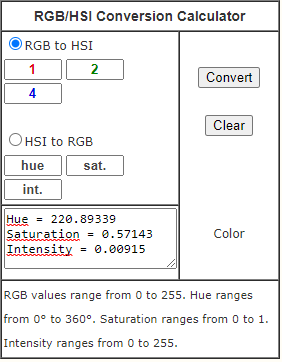 RGB/HSI Conversion Calculator
RGB to HSI
1 2
4
Convert
Clear
HSI to RGB
hue sat.
int.
Hue = 220.89339
Saturation = 0.57143
Intensity = 0.00915
Color
RGB values range from 0 to 255. Hue ranges
from 0° to 360°. Saturation ranges from 0 to 1.
Intensity ranges from 0 to 255.